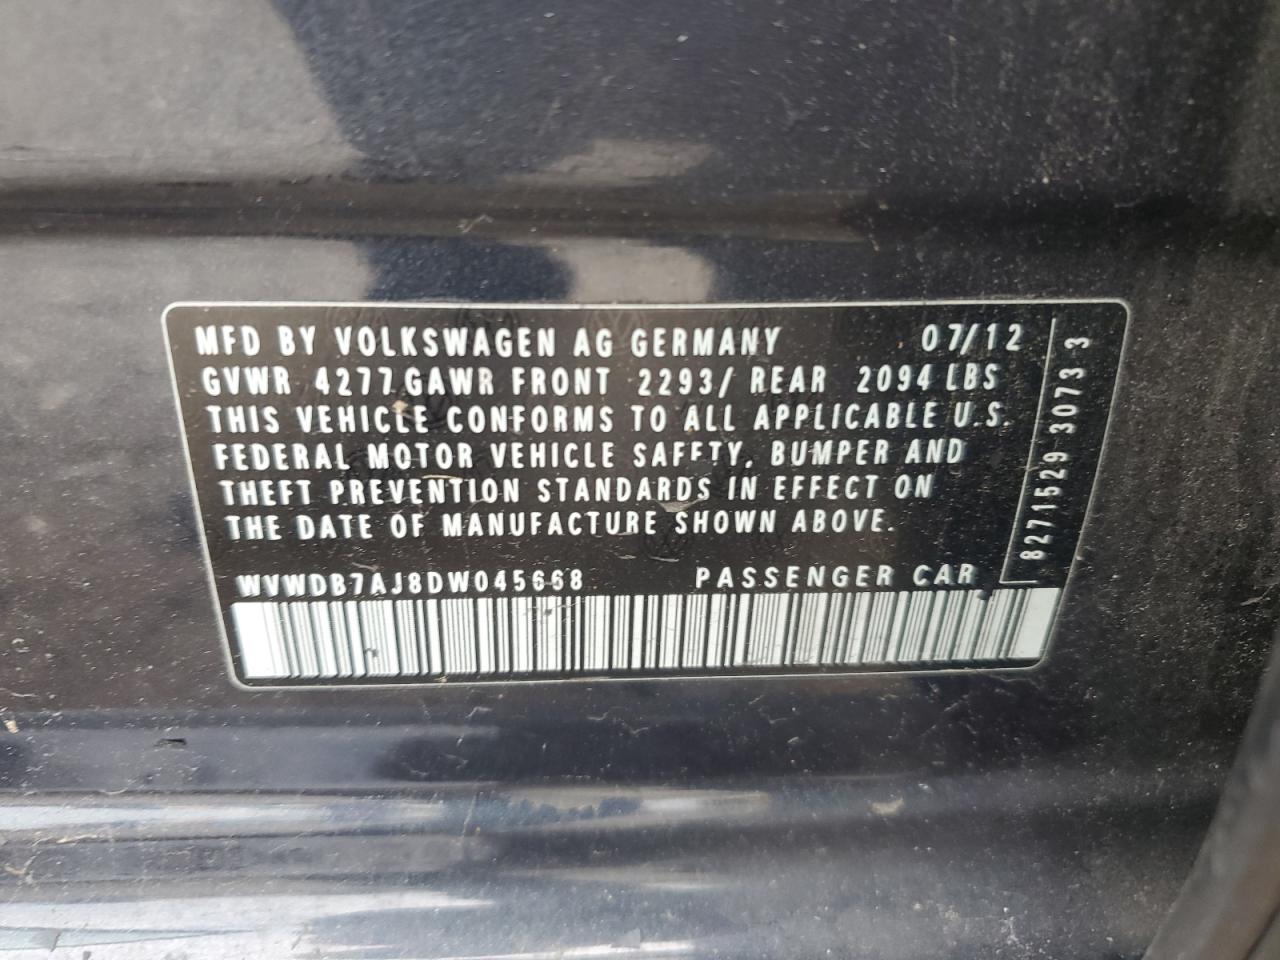 MFD BY VOLKSWAGEN AG GERMANY 07/12
GVWR 4277 GAWR FRONT 2293/ REAR 2094 LBS
THIS VEHICLE CONFORMS TO ALL APPLICABLE U.S.
FEDERAL MOTOR VEHICLE SAFETY, BUMPER AND
THEFT PREVENTION STANDARDS IN EFFECT ON
THE DATE OF MANUFACTURE SHOWN ABOVE.
WVWDB7AJ8DW045668 PASSENGER CAR
8271529 3073 3